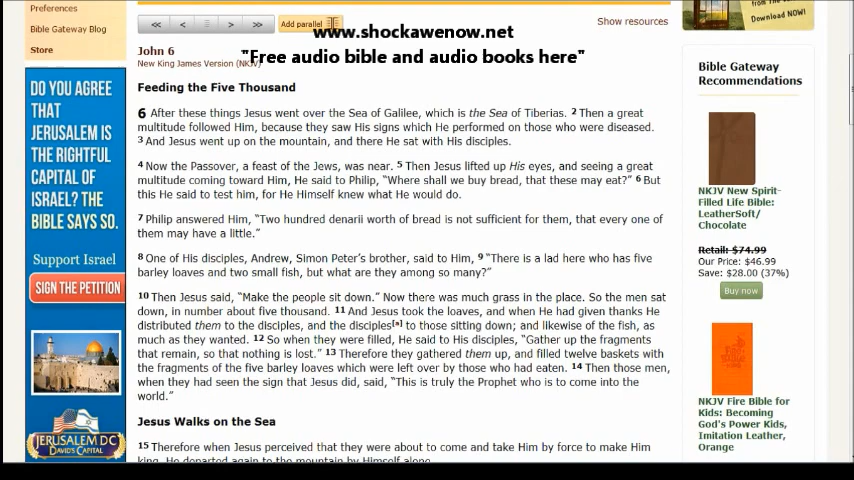 Preferences
Bible Gateway Blog
Store
<< < > >>
Add parallel
Show resources
www.shockawenow.net
"Free audio bible and audio books here"
John 6
New King James Version (NKJV)
Feeding the Five Thousand
6 After these things Jesus went over the Sea of Galilee, which is the Sea of Tiberias. 2 Then a great
multitude followed Him, because they saw His signs which He performed on those who were diseased.
3 And Jesus went up on the mountain, and there He sat with His disciples.
4 Now the Passover, a feast of the Jews, was near. 5 Then Jesus lifted up His eyes, and seeing a great
multitude coming toward Him, He said to Philip, “Where shall we buy bread, that these may eat?” 6 But
this He said to test him, for He Himself knew what He would do.
7 Philip answered Him, “Two hundred denarii worth of bread is not sufficient for them, that every one of
them may have a little.”
8 One of His disciples, Andrew, Simon Peter’s brother, said to Him, 9 “There is a lad here who has five
barley loaves and two small fish, but what are they among so many?”
10 Then Jesus said, “Make the people sit down.” Now there was much grass in the place. So the men sat
down, in number about five thousand. 11 And Jesus took the loaves, and when He had given thanks He
distributed them to the disciples, and the disciples[a] to those sitting down; and likewise of the fish, as
much as they wanted. 12 So when they were filled, He said to His disciples, “Gather up the fragments
that remain, so that nothing is lost.” 13 Therefore they gathered them up, and filled twelve baskets with
the fragments of the five barley loaves which were left over by those who had eaten. 14 Then those men,
when they had seen the sign that Jesus did, said, “This is truly the Prophet who is to come into the
world.”
Jesus Walks on the Sea
15 Therefore when Jesus perceived that they were about to come and take Him by force to make Him
king, He departed again to the mountain by Himself alone.
DO YOU AGREE
THAT
JERUSALEM IS
THE RIGHTFUL
CAPITAL OF
ISRAEL? THE
BIBLE SAYS SO.
Support Israel
SIGN THE PETITION
JERUSALEM DC
DAVID'S CAPITAL
Download NOW!
Bible Gateway
Recommendations
NKJV New Spirit-
Filled Life Bible:
LeatherSoft/
Chocolate
Retail: $74.99
Our Price: $46.99
Save: $28.00 (37%)
Buy now
NKJV Fire Bible for
Kids: Becoming
God's Power Kids,
Imitation Leather,
Orange